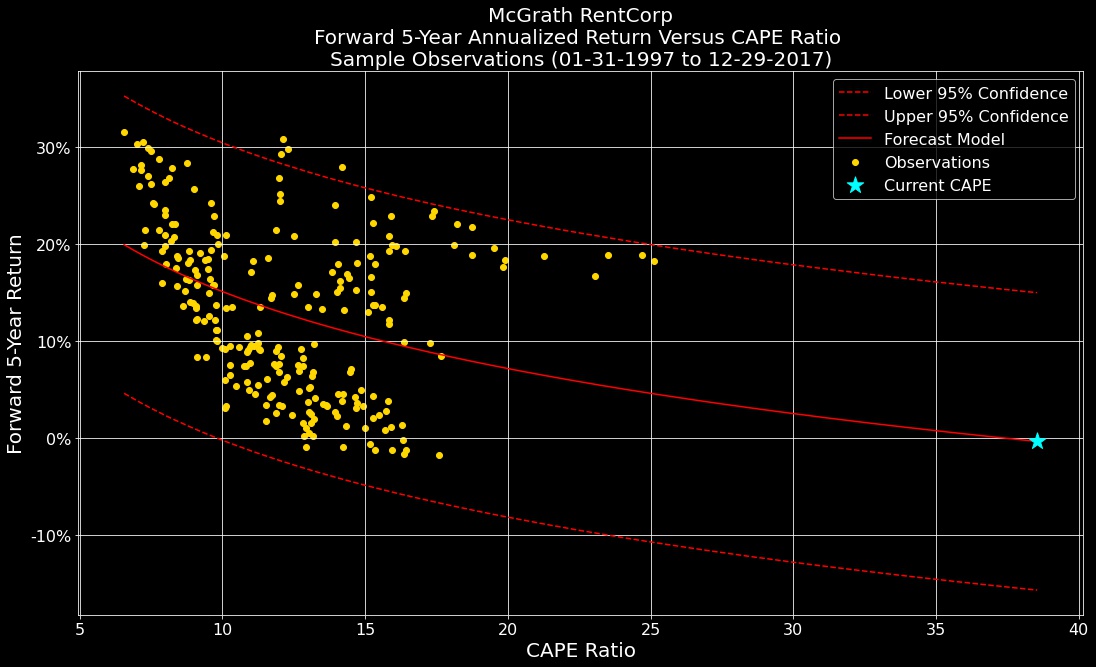 McGrath RentCorp
Forward 5-Year Annualized Return Versus CAPE Ratio
Sample Observations (01-31-1997 to 12-29-2017)
Lower 95% Confidence
Upper 95% Confidence
Forecast Model
Observations
Current CAPE
Forward 5-Year Return
30%
20%
10%
0%
-10%
5 10 15 20 25 30 35 40
CAPE Ratio